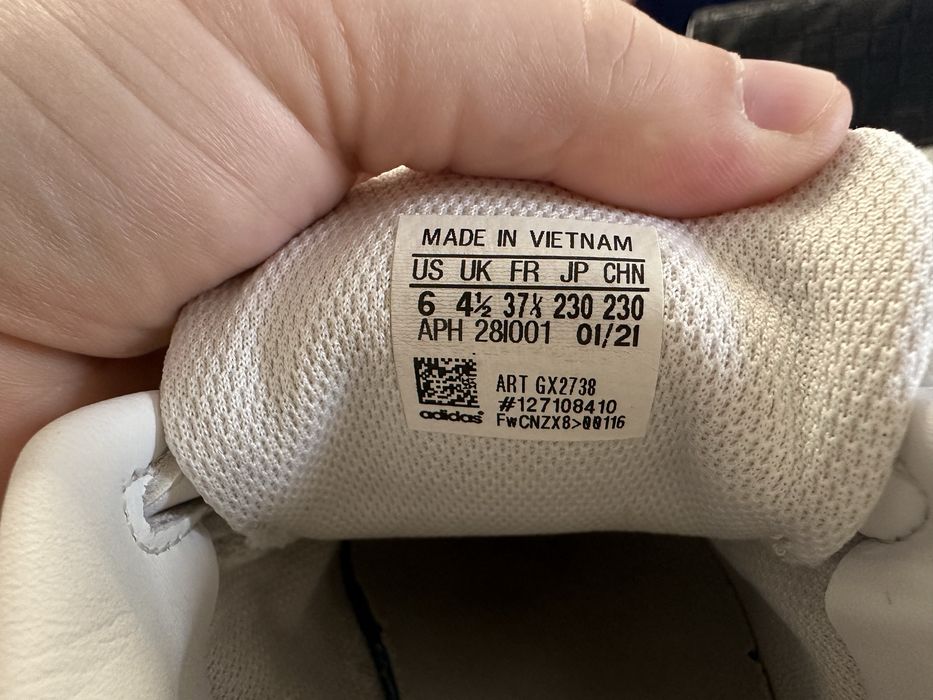 MADE IN VIETNAM
US UK FR JP CHN
6 4½ 37⅓ 230 230
APH 28I001 01/21
ART GX2738
#127108410
adidas FwCNZX8>00116